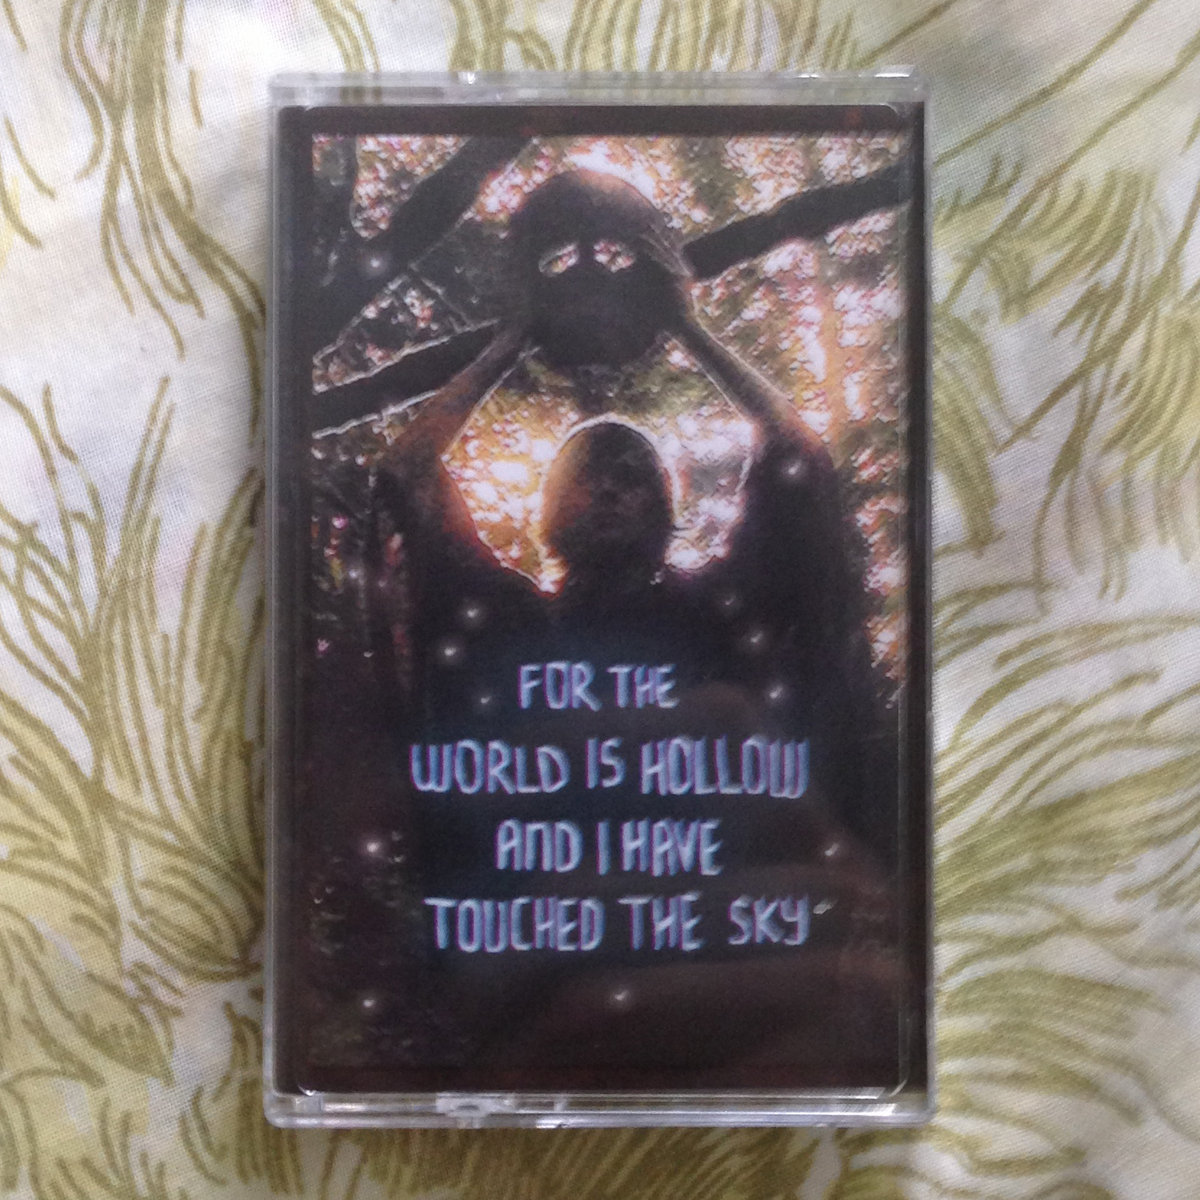 FOR THE
WORLD IS HOLLOW
AND I HAVE
TOUCHED THE SKY